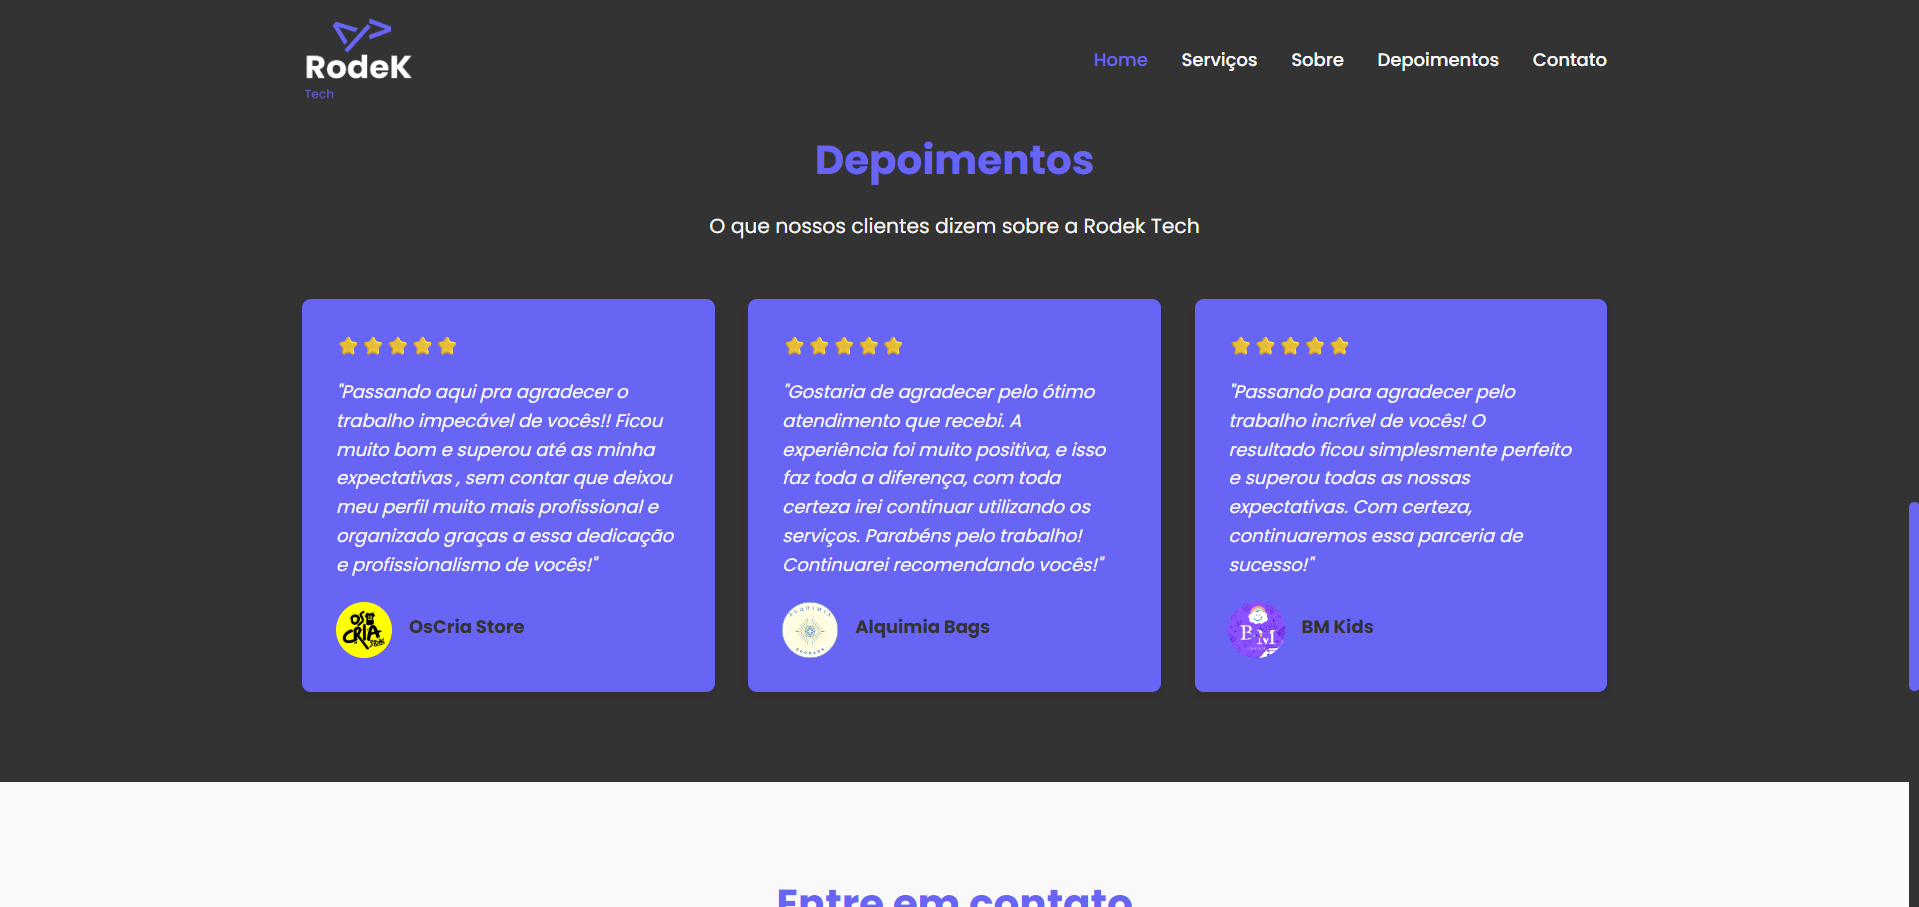 RodeK
Tech
Home Serviços Sobre Depoimentos Contato
Depoimentos
O que nossos clientes dizem sobre a Rodek Tech
"Passando aqui pra agradecer o
trabalho impecável de vocês!! Ficou
muito bom e superou até as minha
expectativas , sem contar que deixou
meu perfil muito mais profissional e
organizado graças a essa dedicação
e profissionalismo de vocês!"
OS
CRIA
OsCria Store
"Gostaria de agradecer pelo ótimo
atendimento que recebi. A
experiência foi muito positiva, e isso
faz toda a diferença, com toda
certeza irei continuar utilizando os
serviços. Parabéns pelo trabalho!
Continuarei recomendando vocês!"
ALQUIMIA
Alquimia Bags
"Passando para agradecer pelo
trabalho incrível de vocês! O
resultado ficou simplesmente perfeito
e superou todas as nossas
expectativas. Com certeza,
continuaremos essa parceria de
sucesso!"
BM
BM Kids
Entre em contato